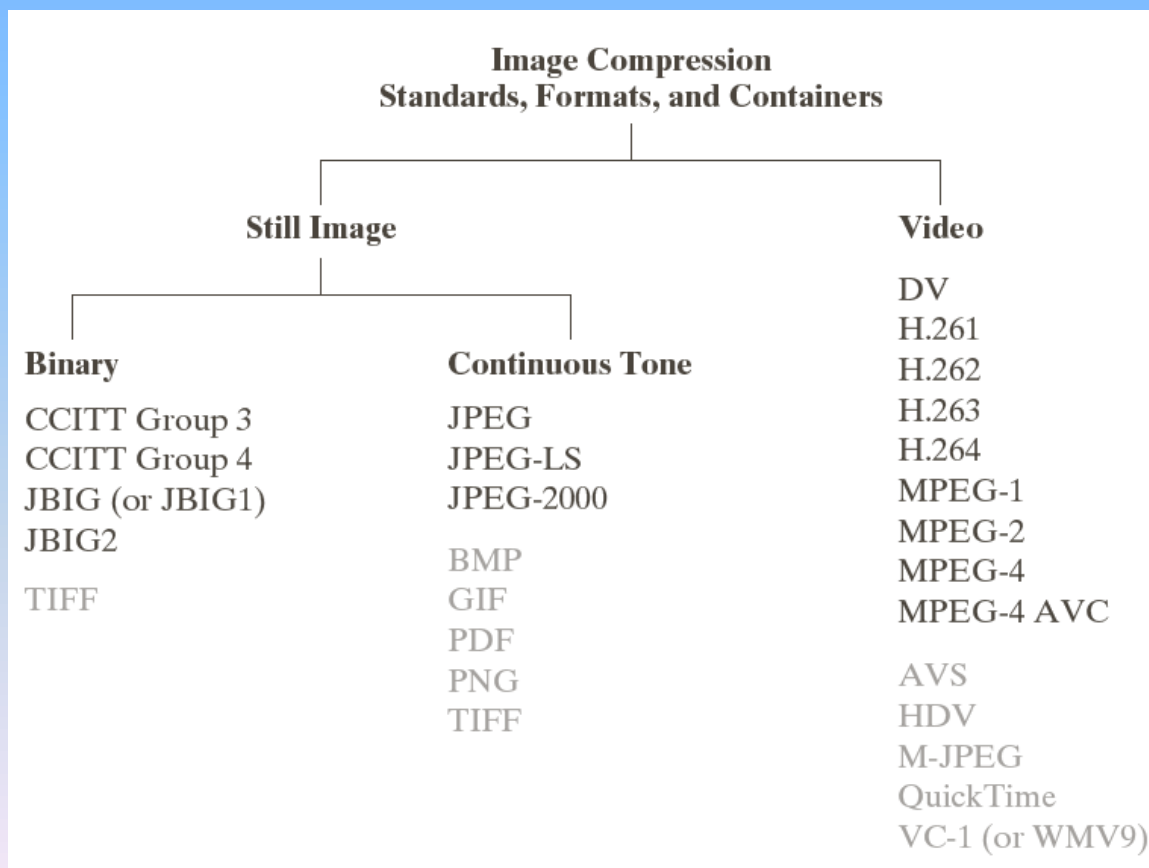 Image Compression
Standards, Formats, and Containers
Still Image
Video
Binary
CCITT Group 3
CCITT Group 4
JBIG (or JBIG1)
JBIG2
TIFF
Continuous Tone
JPEG
JPEG-LS
JPEG-2000
BMP
GIF
PDF
PNG
TIFF
DV
H.261
H.262
H.263
H.264
MPEG-1
MPEG-2
MPEG-4
MPEG-4 AVC
AVS
HDV
M-JPEG
QuickTime
VC-1 (or WMV9)